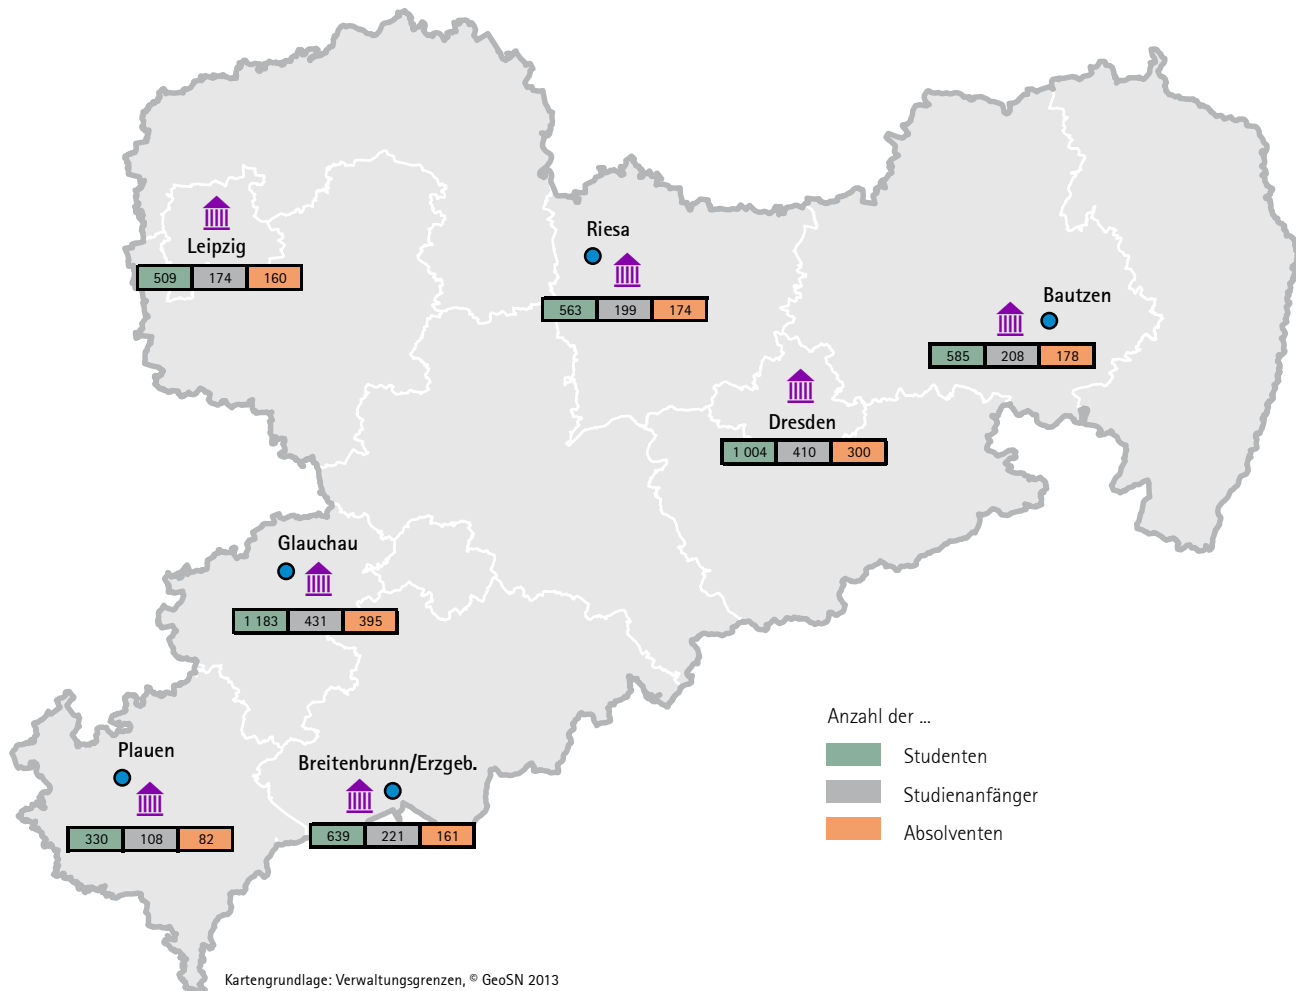 Leipzig
509 174 160
Riesa
563 199 174
Bautzen
585 208 178
Dresden
1 004 410 300
Glauchau
1 183 431 395
Plauen
330 108 82
Breitenbrunn/Erzgeb.
639 221 161
Anzahl der ...
Studenten
Studienanfänger
Absolventen
Kartengrundlage: Verwaltungsgrenzen, © GeoSN 2013